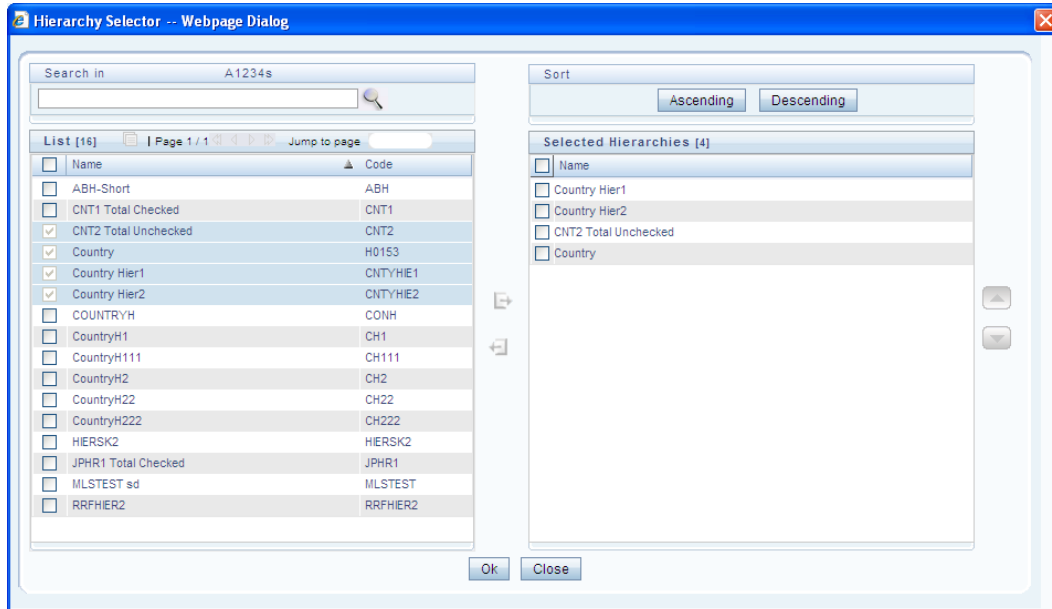 Hierarchy Selector -- Webpage Dialog
Search in A1234s
Sort
Ascending Descending
List [16] | Page 1 / 1 Jump to page
Selected Hierarchies [4]
Name Code
Name
ABH-Short ABH
CNT1 Total Checked CNT1
CNT2 Total Unchecked CNT2
Country H0153
Country Hier1 CNTYHIE1
Country Hier2 CNTYHIE2
COUNTRYH CONH
CountryH1 CH1
CountryH111 CH111
CountryH2 CH2
CountryH22 CH22
CountryH222 CH222
HIERSK2 HIERSK2
JPHR1 Total Checked JPHR1
MLSTEST sd MLSTEST
RRFHIER2 RRFHIER2
Country Hier1
Country Hier2
CNT2 Total Unchecked
Country
Ok Close